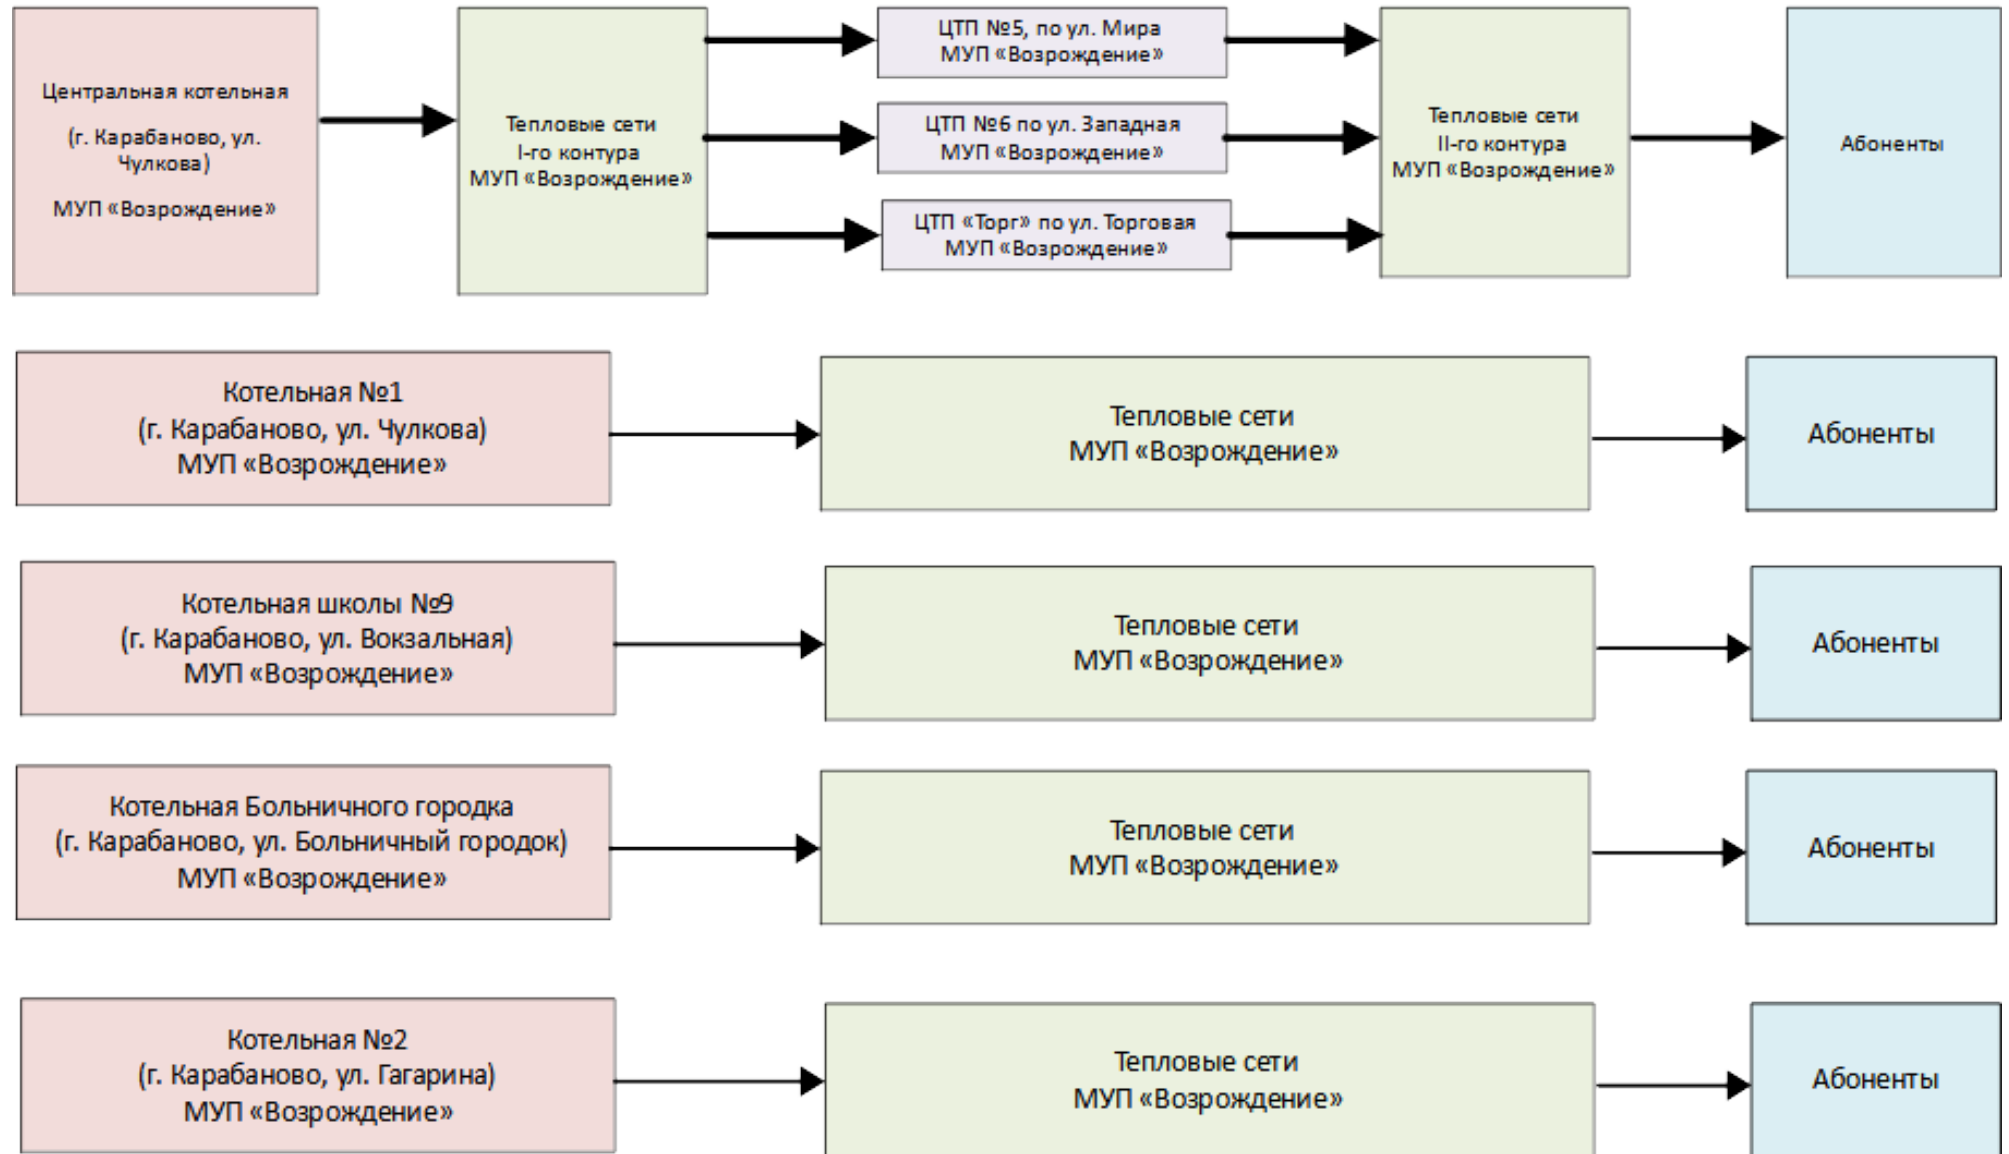 Центральная котельная
(г. Карабаново, ул.
Чулкова)
МУП «Возрождение»
Тепловые сети
I-го контура
МУП «Возрождение»
ЦТП №5, по ул. Мира
МУП «Возрождение»
ЦТП №6 по ул. Западная
МУП «Возрождение»
ЦТП «Торг» по ул. Торговая
МУП «Возрождение»
Тепловые сети
II-го контура
МУП «Возрождение»
Абоненты
Котельная №1
(г. Карабаново, ул. Чулкова)
МУП «Возрождение»
Тепловые сети
МУП «Возрождение»
Абоненты
Котельная школы №9
(г. Карабаново, ул. Вокзальная)
МУП «Возрождение»
Тепловые сети
МУП «Возрождение»
Абоненты
Котельная Больничного городка
(г. Карабаново, ул. Больничный городок)
МУП «Возрождение»
Тепловые сети
МУП «Возрождение»
Абоненты
Котельная №2
(г. Карабаново, ул. Гагарина)
МУП «Возрождение»
Тепловые сети
МУП «Возрождение»
Абоненты